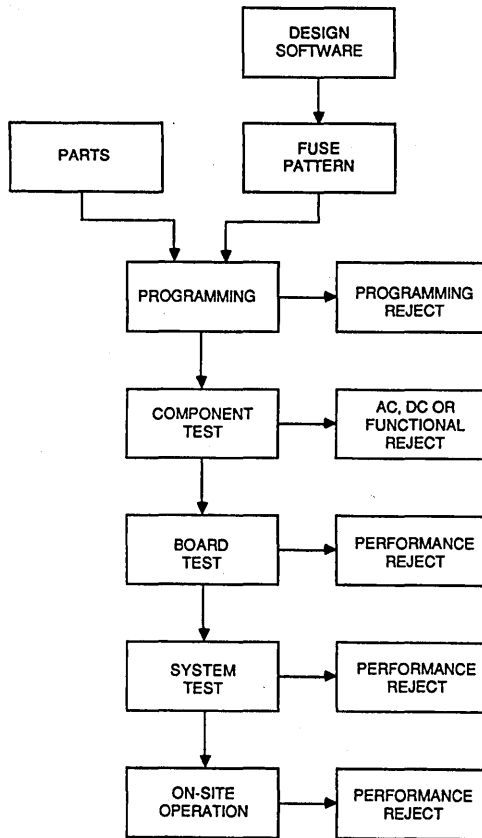 DESIGN
SOFTWARE
PARTS
FUSE
PATTERN
PROGRAMMING
PROGRAMMING
REJECT
COMPONENT
TEST
AC, DC OR
FUNCTIONAL
REJECT
BOARD
TEST
PERFORMANCE
REJECT
SYSTEM
TEST
PERFORMANCE
REJECT
ON-SITE
OPERATION
PERFORMANCE
REJECT